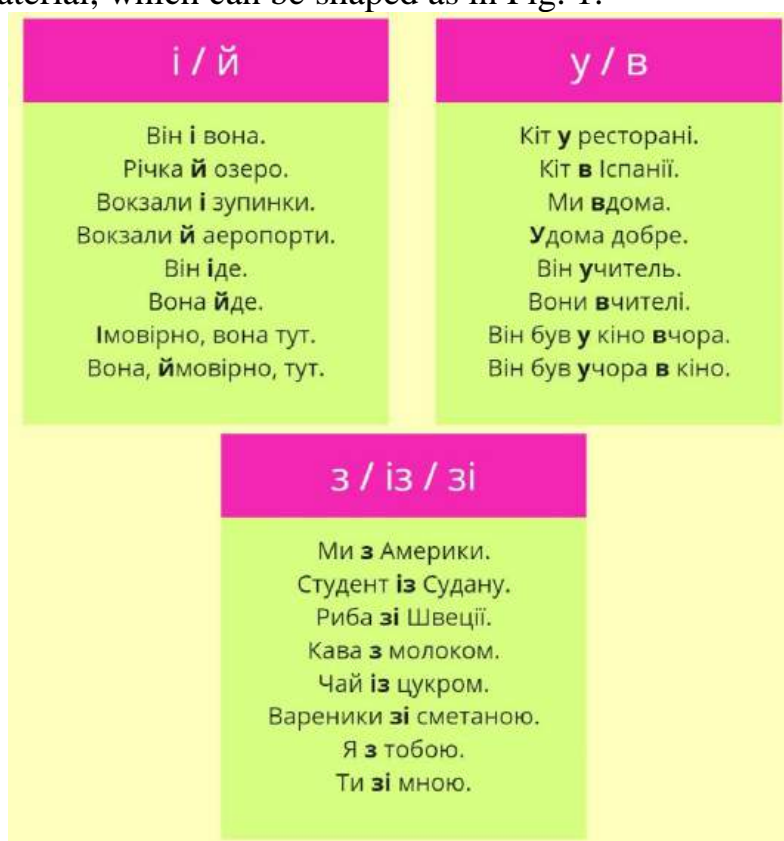 aterial, which can be shaped as in Fig. 1.
і / й
Він і вона.
Річка й озеро.
Вокзали і зупинки.
Вокзали й аеропорти.
Він іде.
Вона йде.
Імовірно, вона тут.
Вона, ймовірно, тут.
у / в
Кіт у ресторані.
Кіт в Іспанії.
Ми вдома.
Удома добре.
Він учитель.
Вони вчителі.
Він був у кіно вчора.
Він був учора в кіно.
з / із / зі
Ми з Америки.
Студент із Судану.
Риба зі Швеції.
Кава з молоком.
Чай із цукром.
Вареники зі сметаною.
Я з тобою.
Ти зі мною.